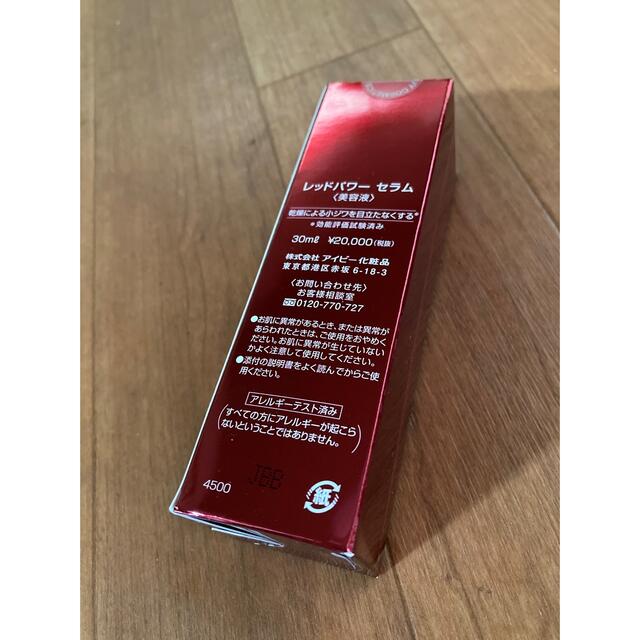 レッドパワー セラム
〈美容液〉
乾燥による小ジワを目立たなくする*
*効能評価試験済み
30mℓ ¥20,000(税抜)
株式会社 アイビー化粧品
東京都港区赤坂 6-18-3
〈お問い合わせ先〉
お客様相談室
0120-770-727
●お肌に異常があるとき、または異常が
あらわれたときは、ご使用をおやめく
ださい。お肌に異常が生じていない
かよく注意して使用してください。
●添付の説明書をよく読んでからご使
用ください。
アレルギーテスト済み
(すべての方にアレルギーが起こら
ないということではありません。)
JBB
4500
紙